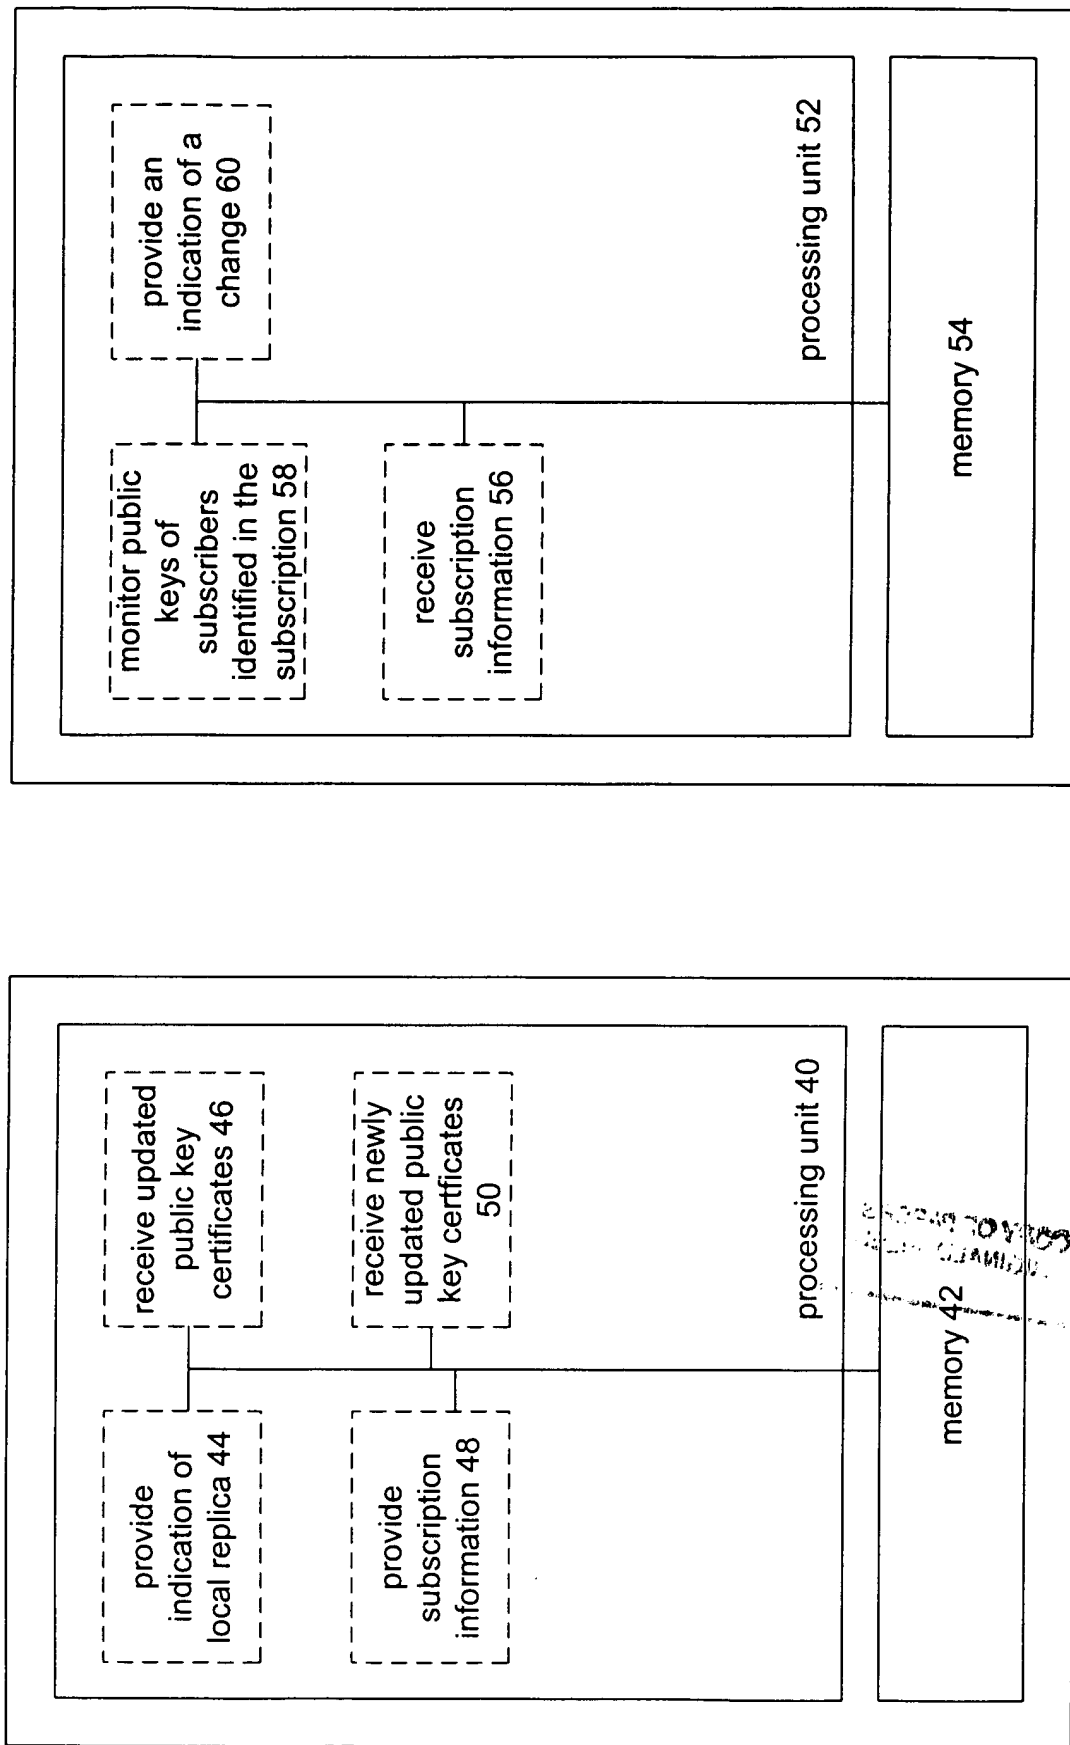 provide
indication of
local replica 44
receive updated
public key
certificates 46
provide
subscription
information 48
receive newly
updated public
key certficates
50
processing unit 40
memory 42
monitor public
keys of
subscribers
identified in the
subscription 58
provide an
indication of a
change 60
receive
subscription
information 56
processing unit 52
memory 54